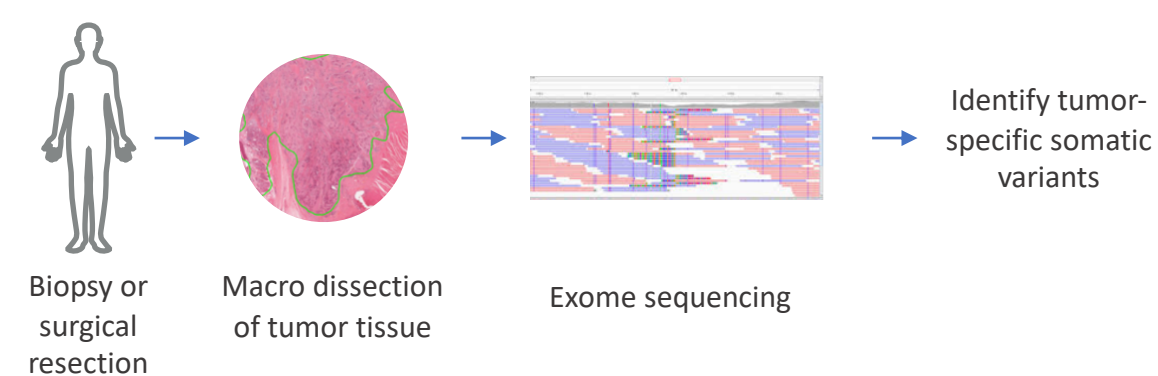 Biopsy or
surgical
resection
Macro dissection
of tumor tissue
Exome sequencing
Identify tumor-
specific somatic
variants